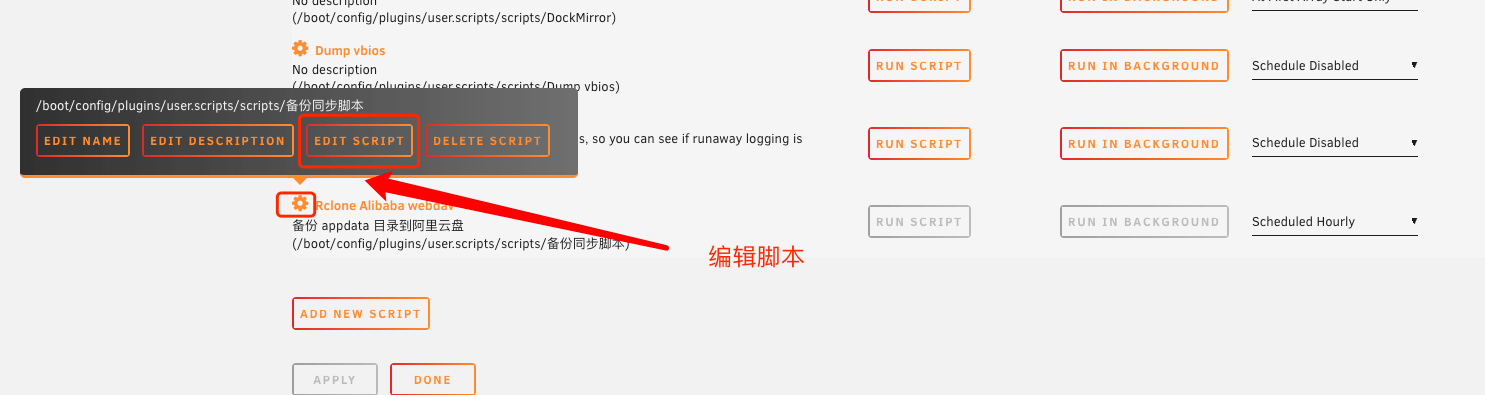 No description
(/boot/config/plugins/user.scripts/scripts/DockMirror)
Dump vbios
RUN SCRIPT
RUN IN BACKGROUND
Schedule Disabled
No description
(/boot/config/plugins/user.scripts/scripts/Dump vbios)
/boot/config/plugins/user.scripts/scripts/备份同步脚本
EDIT NAME
EDIT DESCRIPTION
EDIT SCRIPT
DELETE SCRIPT
s, so you can see if runaway logging is
RUN SCRIPT
RUN IN BACKGROUND
Schedule Disabled
Rclone Alibaba webdav
备份 appdata 目录到阿里云盘
RUN SCRIPT
RUN IN BACKGROUND
Scheduled Hourly
(/boot/config/plugins/user.scripts/scripts/备份同步脚本)
编辑脚本
ADD NEW SCRIPT
APPLY
DONE